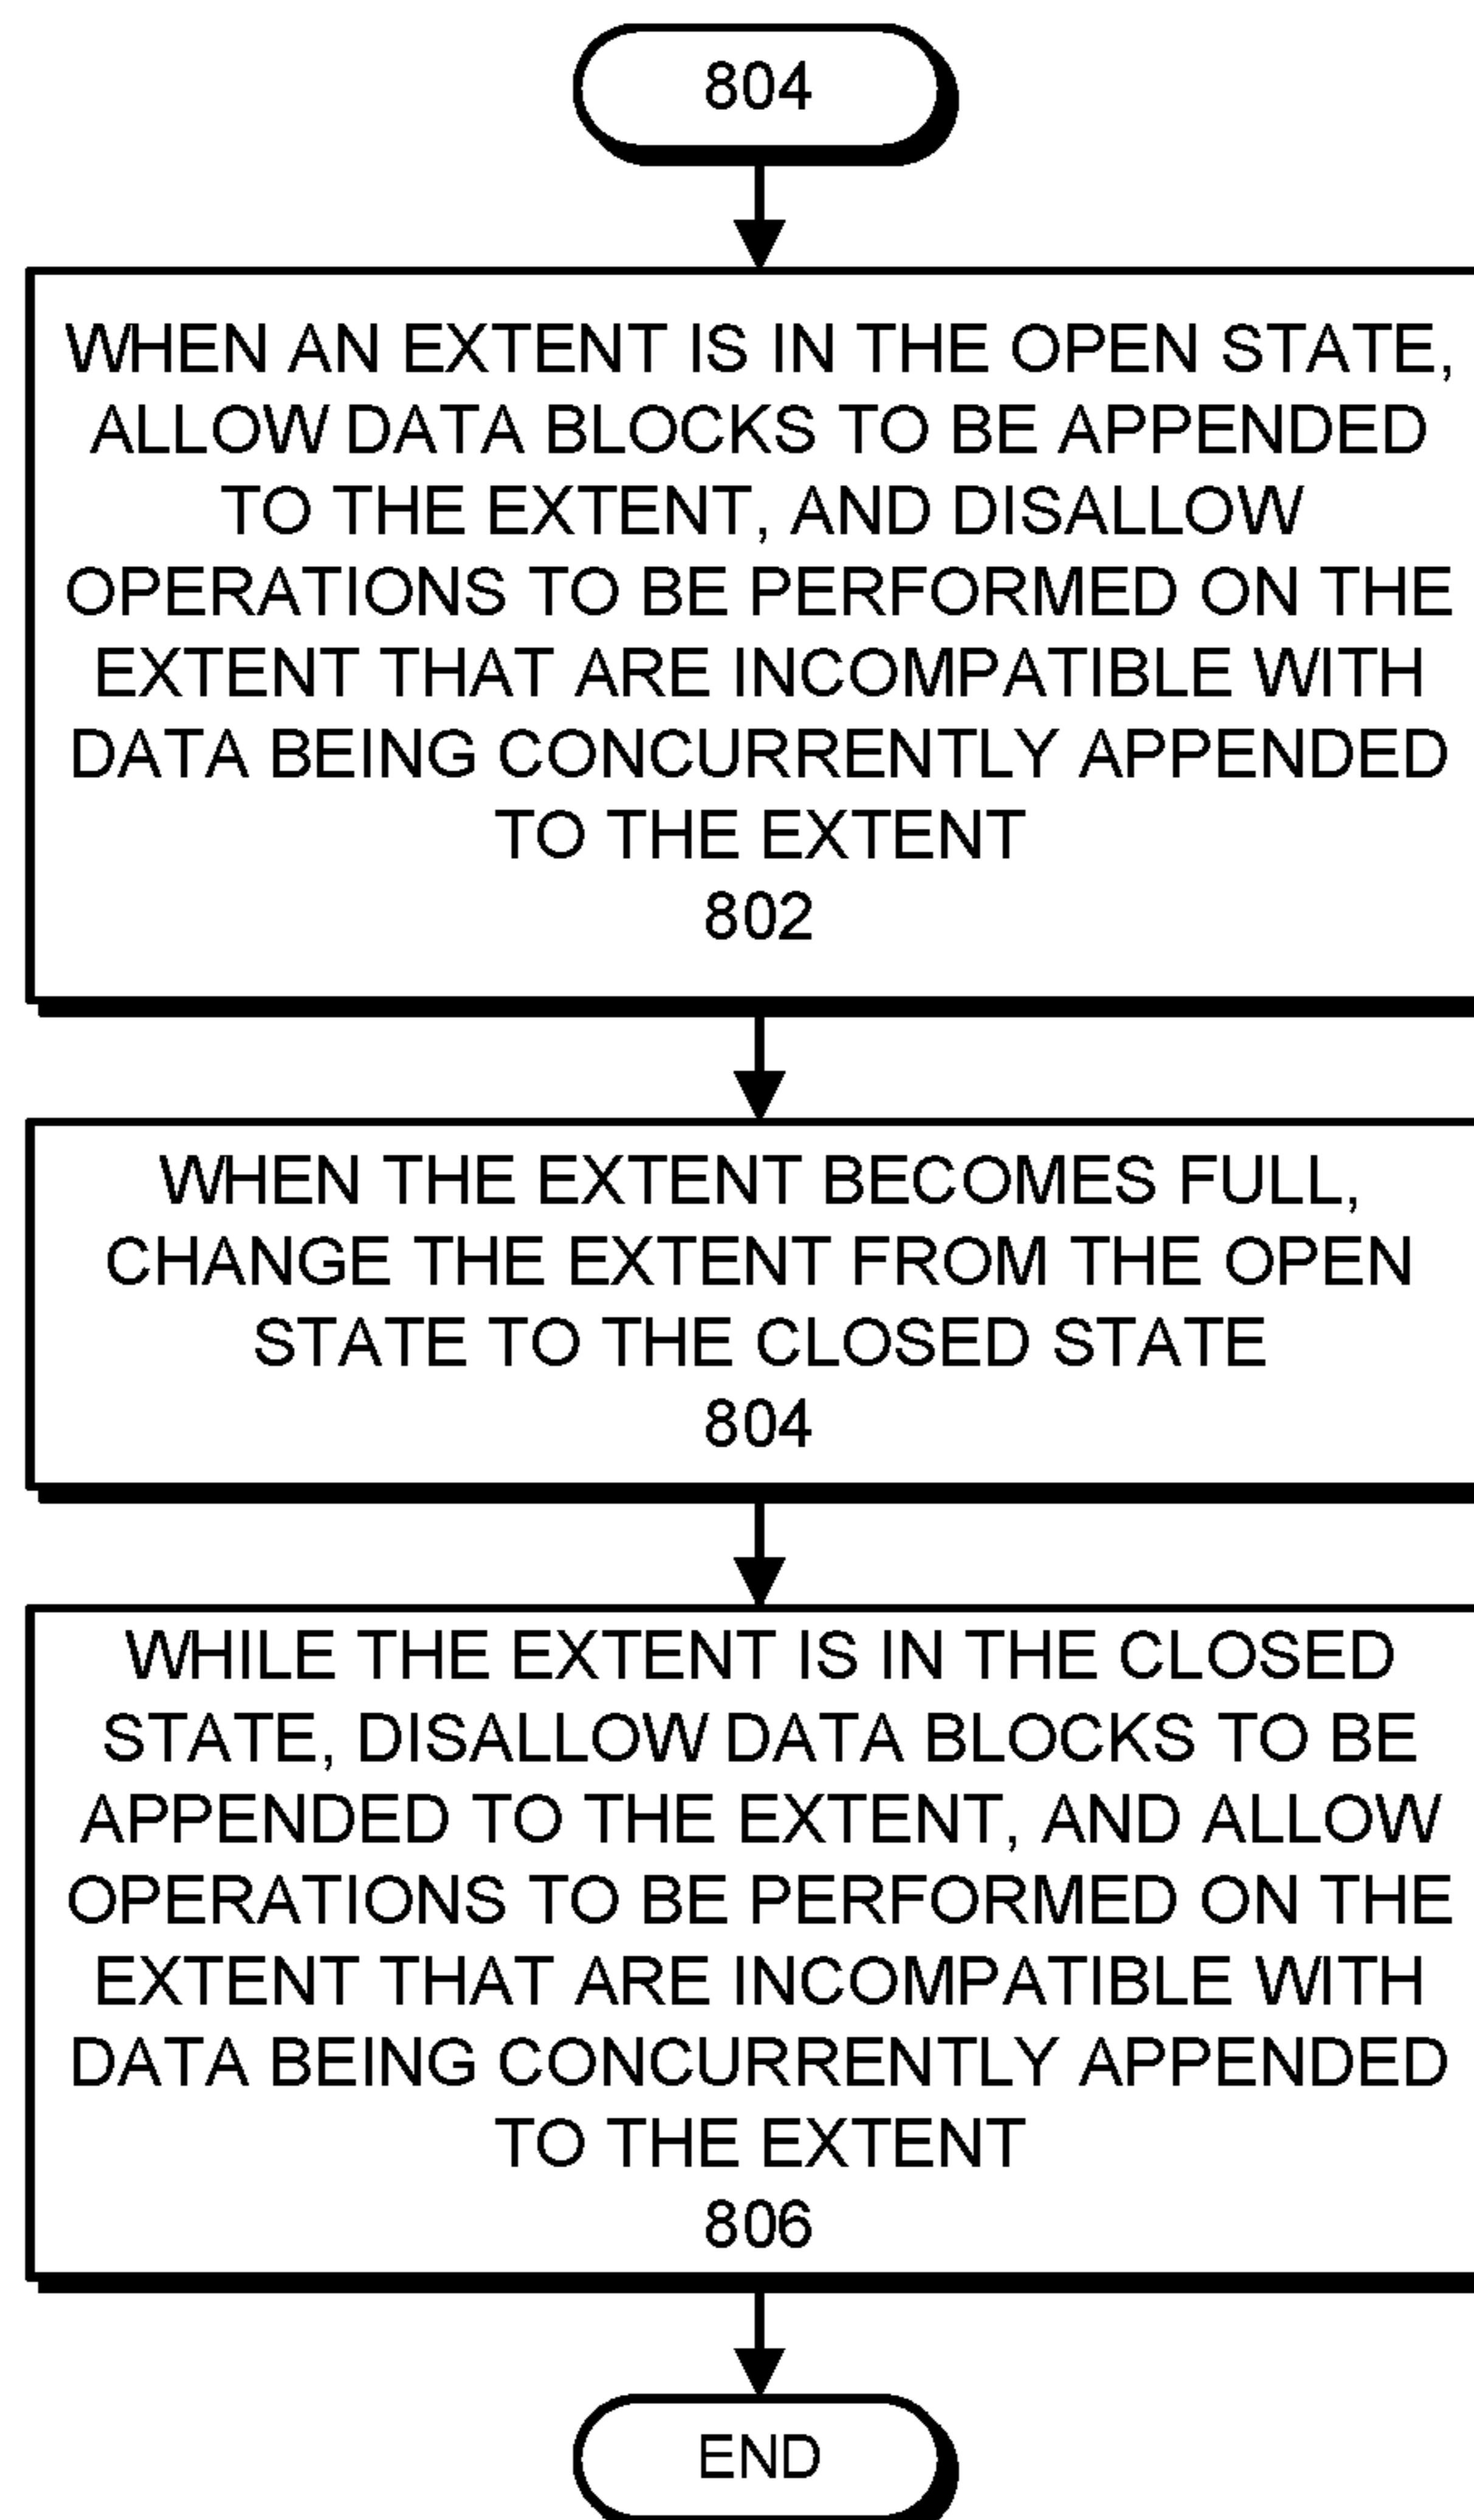 804
WHEN AN EXTENT IS IN THE OPEN STATE,
ALLOW DATA BLOCKS TO BE APPENDED
TO THE EXTENT, AND DISALLOW
OPERATIONS TO BE PERFORMED ON THE
EXTENT THAT ARE INCOMPATIBLE WITH
DATA BEING CONCURRENTLY APPENDED
TO THE EXTENT
802
WHEN THE EXTENT BECOMES FULL,
CHANGE THE EXTENT FROM THE OPEN
STATE TO THE CLOSED STATE
804
WHILE THE EXTENT IS IN THE CLOSED
STATE, DISALLOW DATA BLOCKS TO BE
APPENDED TO THE EXTENT, AND ALLOW
OPERATIONS TO BE PERFORMED ON THE
EXTENT THAT ARE INCOMPATIBLE WITH
DATA BEING CONCURRENTLY APPENDED
TO THE EXTENT
806
END